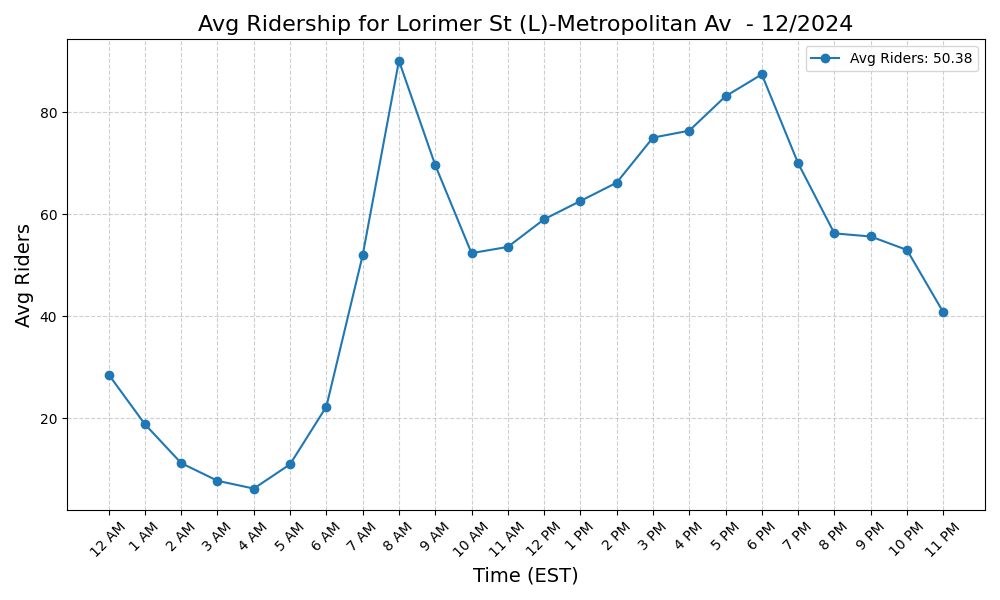 Avg Ridership for Lorimer St (L)-Metropolitan Av  - 12/2024
Avg Riders: 50.38
Avg Riders
80
60
40
20
12 AM
1 AM
2 AM
3 AM
4 AM
5 AM
6 AM
7 AM
8 AM
9 AM
10 AM
11 AM
12 PM
1 PM
2 PM
3 PM
4 PM
5 PM
6 PM
7 PM
8 PM
9 PM
10 PM
11 PM
Time (EST)